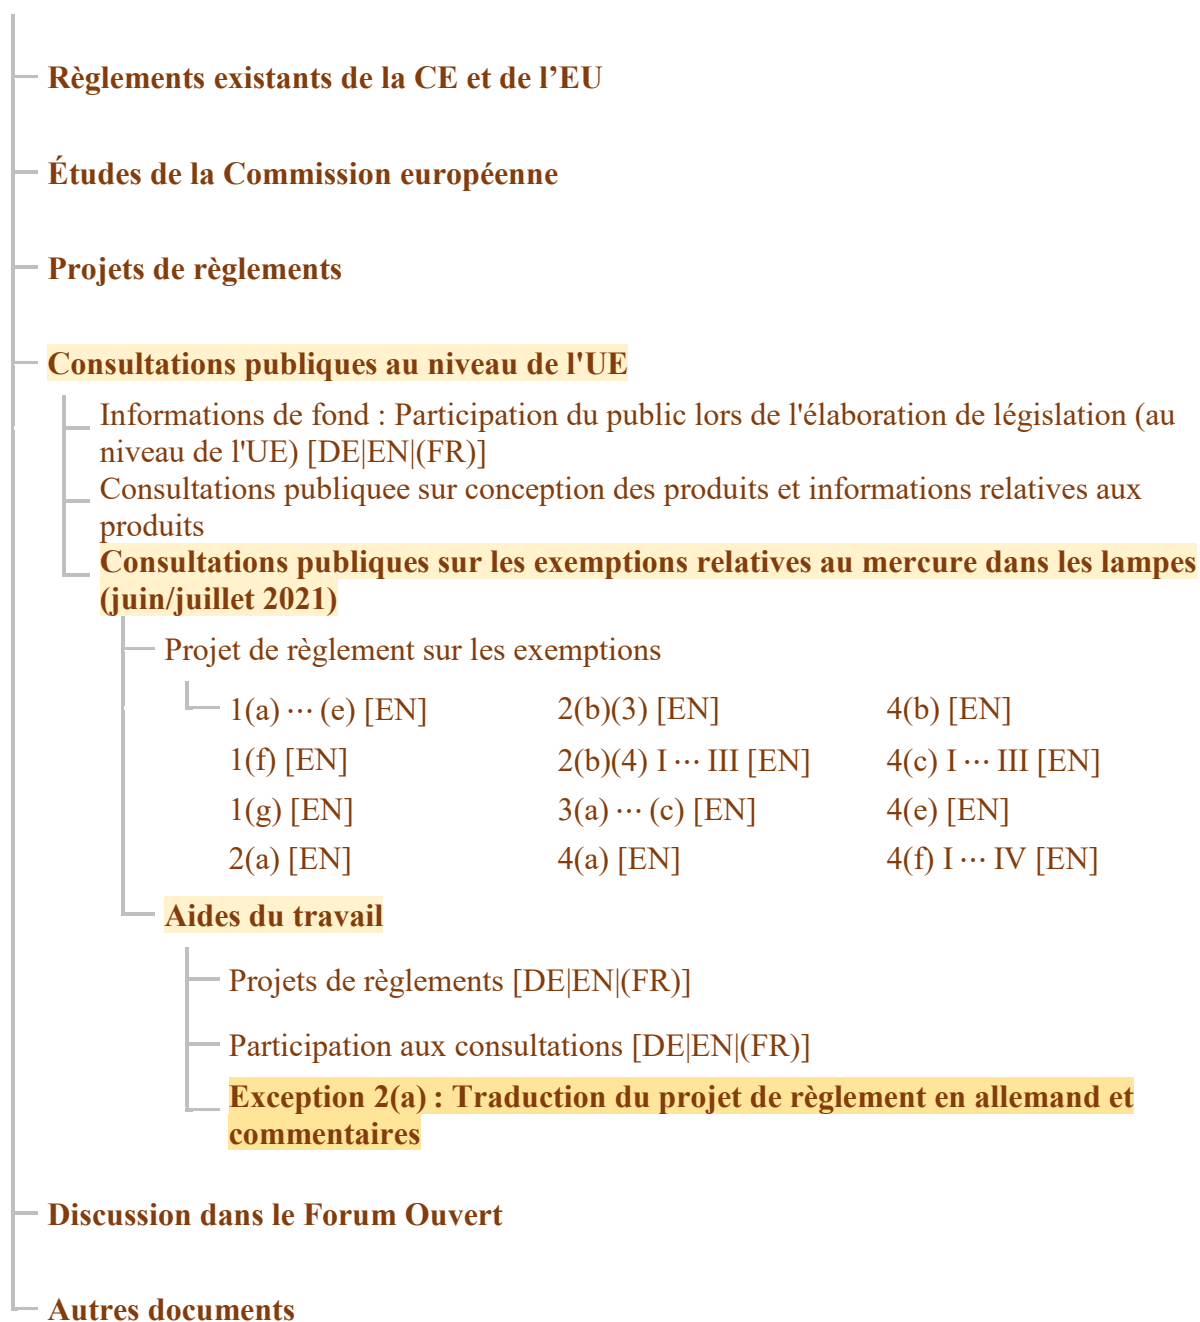 Règlements existants de la CE et de l’EU
Études de la Commission européenne
Projets de règlements
Consultations publiques au niveau de l'UE
Informations de fond : Participation du public lors de l'élaboration de législation (au
niveau de l'UE) [DE|EN|(FR)]
Consultations publiquee sur conception des produits et informations relatives aux
produits
Consultations publiques sur les exemptions relatives au mercure dans les lampes
(juin/juillet 2021)
Projet de règlement sur les exemptions
1(a) ··· (e) [EN] 2(b)(3) [EN] 4(b) [EN]
1(f) [EN] 2(b)(4) I ··· III [EN] 4(c) I ··· III [EN]
1(g) [EN] 3(a) ··· (c) [EN] 4(e) [EN]
2(a) [EN] 4(a) [EN] 4(f) I ··· IV [EN]
Aides du travail
Projets de règlements [DE|EN|(FR)]
Participation aux consultations [DE|EN|(FR)]
Exception 2(a) : Traduction du projet de règlement en allemand et
commentaires
Discussion dans le Forum Ouvert
Autres documents